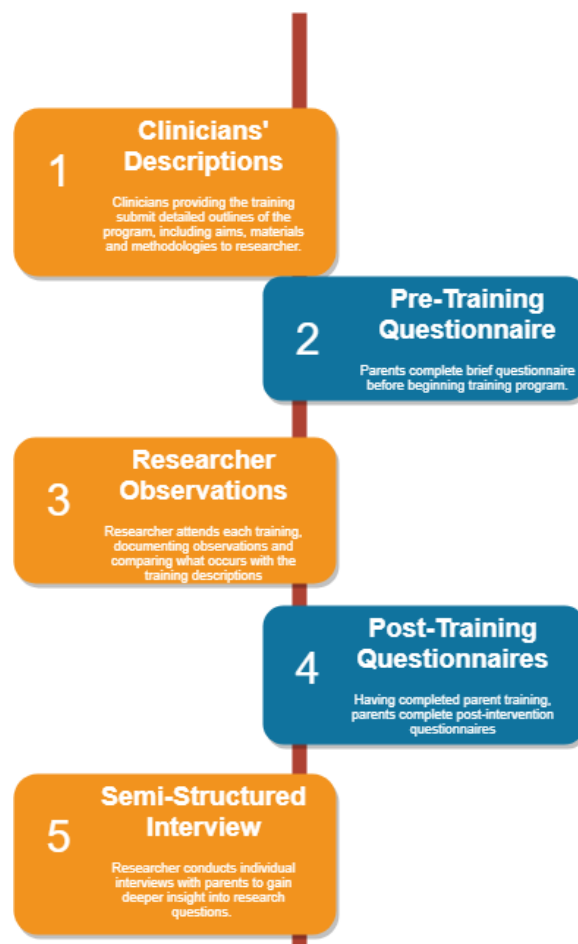 1
Clinicians'
Descriptions
Clinicians providing the training
submit detailed outlines of the
program, including aims, materials
and methodologies to researcher.
2
Pre-Training
Questionnaire
Parents complete brief questionnaire
before beginning training program.
3
Researcher
Observations
Researcher attends each training,
documenting observations and
comparing what occurs with the
training descriptions
4
Post-Training
Questionnaires
Having completed parent training,
parents complete post-intervention
questionnaires
5
Semi-Structured
Interview
Researcher conducts individual
interviews with parents to gain
deeper insight into research
questions.